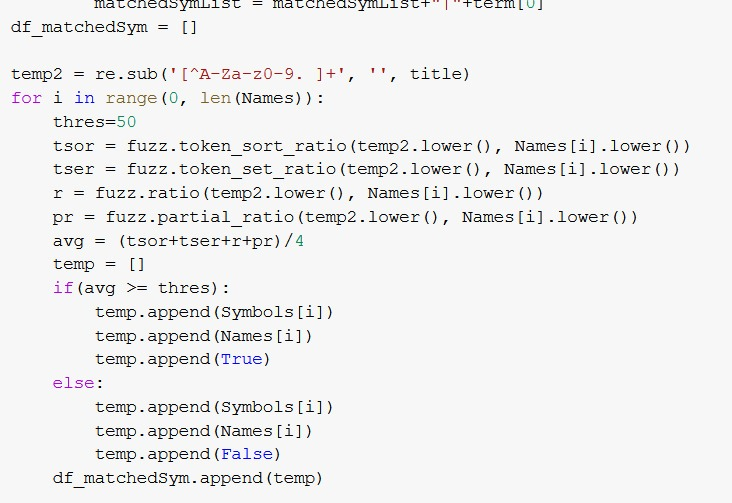 matchedSymList = matchedSymList+"|"+term[0]
df_matchedSym = []
temp2 = re.sub('[^A-Za-z0-9. ]+', '', title)
for i in range(0, len(Names)):
thres=50
tsor = fuzz.token_sort_ratio(temp2.lower(), Names[i].lower())
tser = fuzz.token_set_ratio(temp2.lower(), Names[i].lower())
r = fuzz.ratio(temp2.lower(), Names[i].lower())
pr = fuzz.partial_ratio(temp2.lower(), Names[i].lower())
avg = (tsor+tser+r+pr)/4
temp = []
if(avg >= thres):
temp.append(Symbols[i])
temp.append(Names[i])
temp.append(True)
else:
temp.append(Symbols[i])
temp.append(Names[i])
temp.append(False)
df_matchedSym.append(temp)